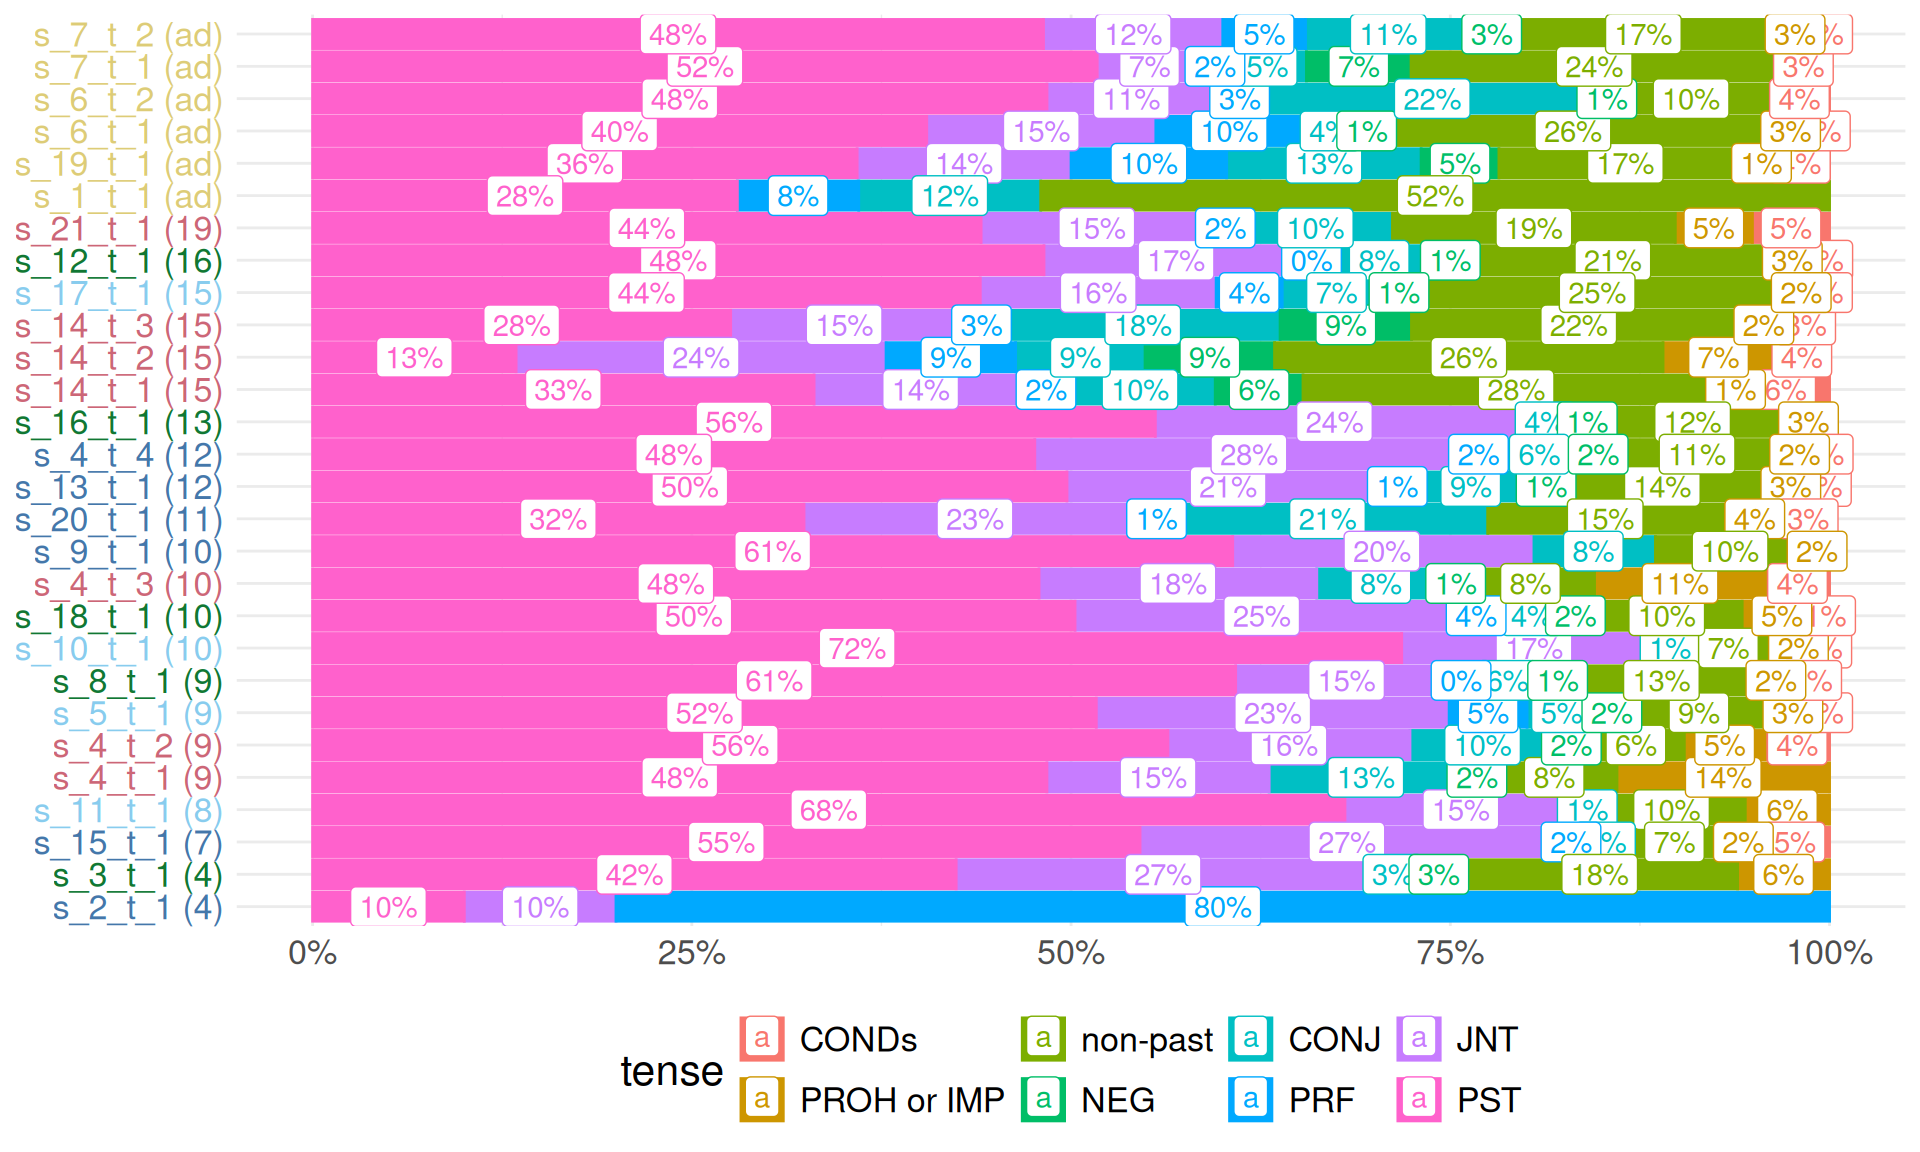 s_7_t_2 (ad) 48% 12% 5% 11% 3% 17% 3%
s_7_t_1 (ad) 52% 7% 2% 5% 7% 24% 3%
s_6_t_2 (ad) 48% 11% 3% 22% 1% 10% 4%
s_6_t_1 (ad) 40% 15% 10% 4% 1% 26% 3%
s_19_t_1 (ad) 36% 14% 10% 13% 5% 17% 1%
s_1_t_1 (ad) 28% 8% 12% 52%
s_21_t_1 (19) 44% 15% 2% 10% 19% 5% 5%
s_12_t_1 (16) 48% 17% 0% 8% 1% 21% 3%
s_17_t_1 (15) 44% 16% 4% 7% 1% 25% 2%
s_14_t_3 (15) 28% 15% 3% 18% 9% 22% 2% 3%
s_14_t_2 (15) 13% 24% 9% 9% 9% 26% 7% 4%
s_14_t_1 (15) 33% 14% 2% 10% 6% 28% 1% 6%
s_16_t_1 (13) 56% 24% 4% 1% 12% 3%
s_4_t_4 (12) 48% 28% 2% 6% 2% 11% 2%
s_13_t_1 (12) 50% 21% 1% 9% 1% 14% 3%
s_20_t_1 (11) 32% 23% 1% 21% 15% 4% 3%
s_9_t_1 (10) 61% 20% 8% 10% 2%
s_4_t_3 (10) 48% 18% 8% 1% 8% 11% 4%
s_18_t_1 (10) 50% 25% 4% 4% 2% 10% 5% 1%
s_10_t_1 (10) 72% 17% 1% 7% 2%
s_8_t_1 (9) 61% 15% 0% 6% 1% 13% 2%
s_5_t_1 (9) 52% 23% 5% 5% 2% 9% 3%
s_4_t_2 (9) 56% 16% 10% 2% 6% 5% 4%
s_4_t_1 (9) 48% 15% 13% 2% 8% 14%
s_11_t_1 (8) 68% 15% 1% 10% 6%
s_15_t_1 (7) 55% 27% 2% 7% 2% 5%
s_3_t_1 (4) 42% 27% 3% 3% 18% 6%
s_2_t_1 (4) 10% 10% 80%
0% 25% 50% 75% 100%
tense
a CONDs a non-past a CONJ a JNT
a PROH or IMP a NEG a PRF a PST